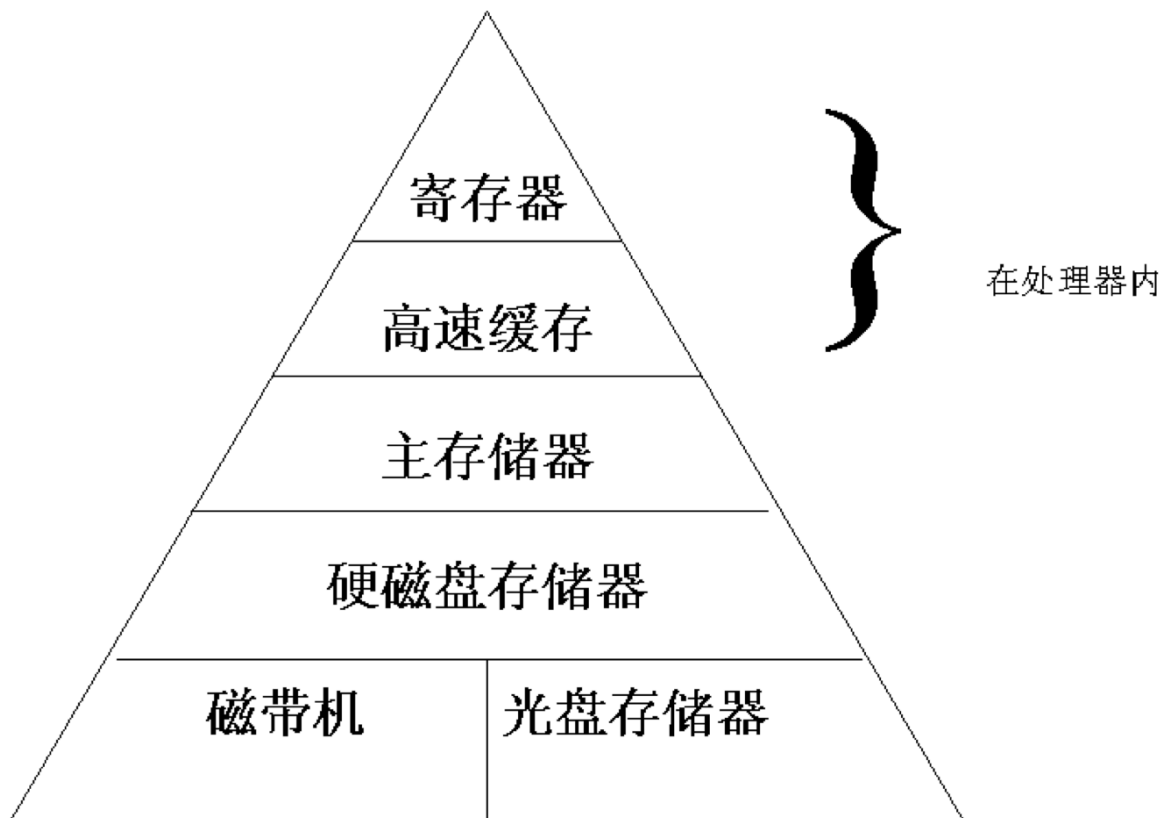 寄存器
高速缓存
在处理器内
主存储器
硬磁盘存储器
磁带机
光盘存储器